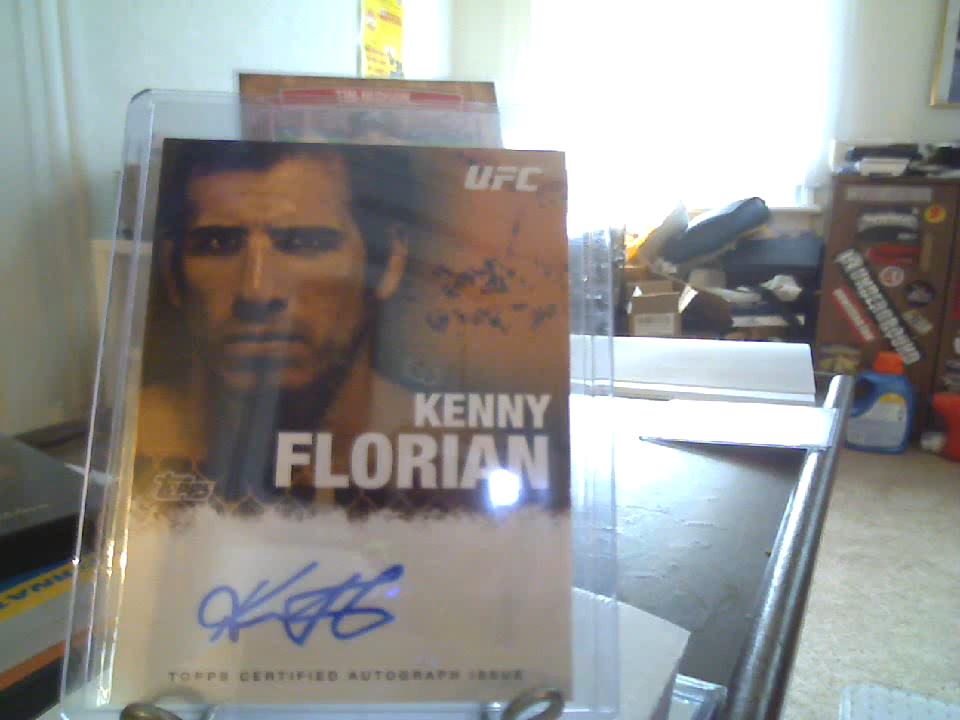 UFC
KENNY
FLORIAN
TOPPS
TOPPS CERTIFIED AUTOGRAPH ISSUE